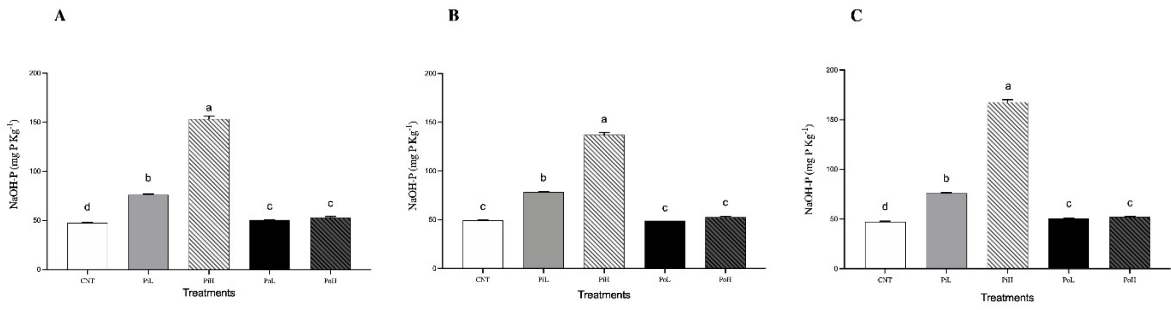 A
NaOH-P (mg P Kg-1)
200
150
100
50
0
d
b
a
c
c
CNT PiL PiH PoL PoH
Treatments
B
NaOH-P (mg P Kg-1)
200
150
100
50
0
c
b
a
c
c
CNT PiL PiH PoL PoH
Treatments
C
NaOH-P (mg P Kg-1)
200
150
100
50
0
d
b
a
c
c
CNT PiL PiH PoL PoH
Treatments